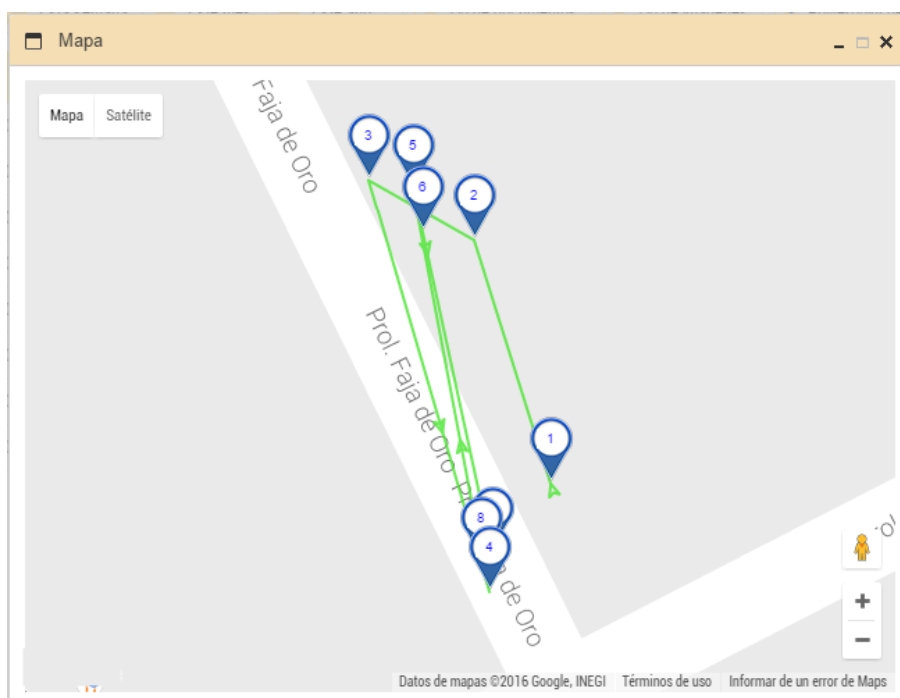 Mapa
Mapa
Satélite
Faja de Oro
3
5
6
2
Prol. Faja de Oro
1
8
4
de Oro
Datos de mapas ©2016 Google, INEGI
Términos de uso
Informar de un error de Maps